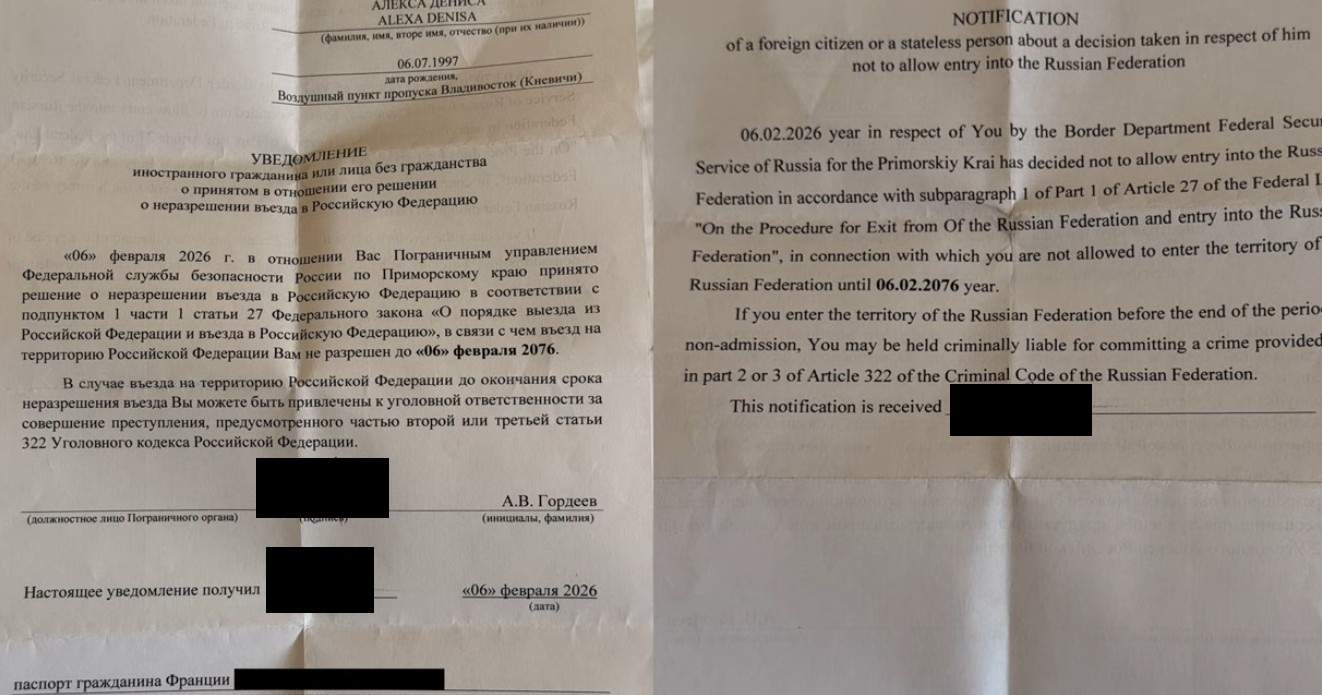 АЛЕКСА ДЕНИСА
ALEXA DENISA
(фамилия, имя, вторе имя, отчество (при их наличии))
06.07.1997
дата рождения,
Воздушный пункт пропуска Владивосток (Кневичи)
УВЕДОМЛЕНИЕ
иностранного гражданина или лица без гражданства
о принятом в отношении его решении
о неразрешении въезда в Российскую Федерацию
«06» февраля 2026 г. в отношении Вас Пограничным управлением
Федеральной службы безопасности России по Приморскому краю принято
решение о неразрешении въезда в Российскую Федерацию в соответствии с
подпунктом 1 части 1 статьи 27 Федерального закона «О порядке выезда из
Российской Федерации и въезда в Российскую Федерацию», в связи с чем въезд на
территорию Российской Федерации Вам не разрешен до «06» февраля 2076.
В случае въезда на территорию Российской Федерации до окончания срока
неразрешения въезда Вы можете быть привлечены к уголовной ответственности за
совершение преступления, предусмотренного частью второй или третьей статьи
322 Уголовного кодекса Российской Федерации.
А.В. Гордеев
(должностное лицо Пограничного органа) (инициалы, фамилия)
Настоящее уведомление получил «06» февраля 2026
(дата)
паспорт гражданина Франции
NOTIFICATION
of a foreign citizen or a stateless person about a decision taken in respect of him
not to allow entry into the Russian Federation
06.02.2026 year in respect of You by the Border Department Federal Secu
Service of Russia for the Primorskiy Krai has decided not to allow entry into the Russ
Federation in accordance with subparagraph 1 of Part 1 of Article 27 of the Federal L
"On the Procedure for Exit from Of the Russian Federation and entry into the Russ
Federation", in connection with which you are not allowed to enter the territory of
Russian Federation until 06.02.2076 year.
If you enter the territory of the Russian Federation before the end of the perio
non-admission, You may be held criminally liable for committing a crime provided
in part 2 or 3 of Article 322 of the Criminal Code of the Russian Federation.
This notification is received